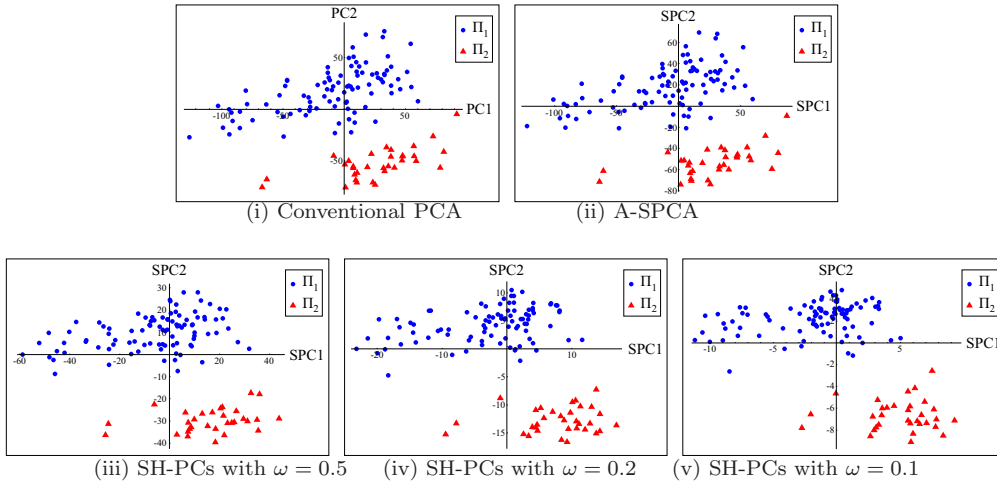 PC2
Π1
Π2
50
PC1
-100
-50
50
-50
(i) Conventional PCA
SPC2
Π1
Π2
60
40
20
SPC1
-100
-50
50
-20
-40
-60
-80
(ii) A-SPCA
SPC2
Π1
Π2
30
20
10
SPC1
-60
-40
-20
20
40
-10
-20
-30
-40
(iii) SH-PCs with ω = 0.5
SPC2
Π1
Π2
10
5
SPC1
-20
-10
10
-5
-10
-15
(iv) SH-PCs with ω = 0.2
SPC2
Π1
Π2
4
2
SPC1
-10
-5
5
-2
-4
-6
-8
(v) SH-PCs with ω = 0.1